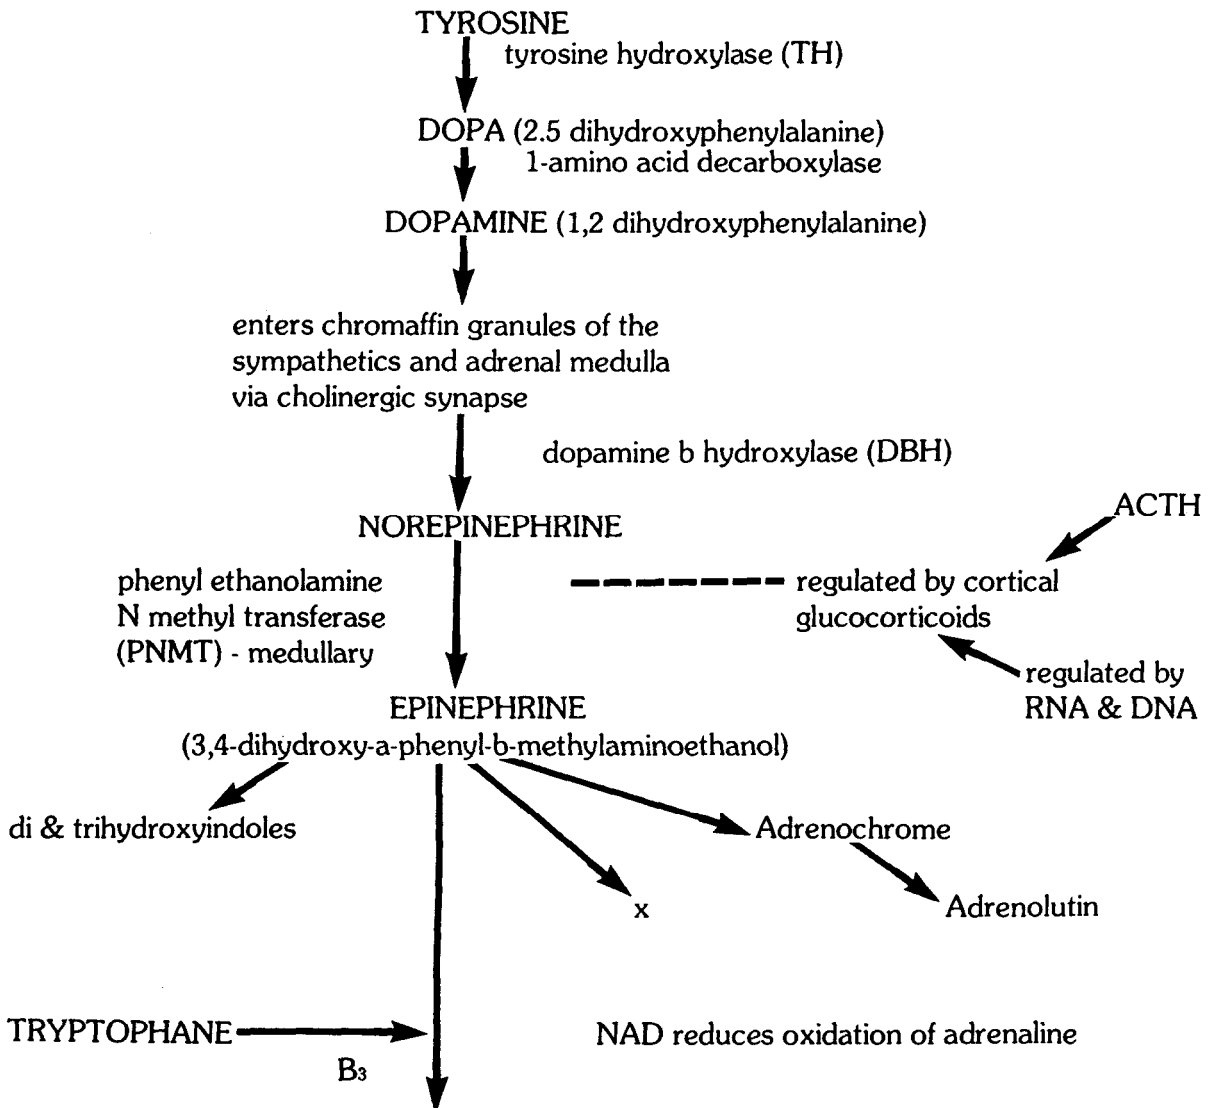 TYROSINE
tyrosine hydroxylase (TH)
DOPA (2.5 dihydroxyphenylalanine)
1-amino acid decarboxylase
DOPAMINE (1,2 dihydroxyphenylalanine)
enters chromaffin granules of the
sympathetics and adrenal medulla
via cholinergic synapse
dopamine b hydroxylase (DBH)
ACTH
NOREPINEPHRINE
phenyl ethanolamine
N methyl transferase
(PNMT) - medullary
regulated by cortical
glucocorticoids
regulated by
RNA & DNA
EPINEPHRINE
(3,4-dihydroxy-a-phenyl-b-methylaminoethanol)
di & trihydroxyindoles
Adrenochrome
x
Adrenolutin
TRYPTOPHANE
NAD reduces oxidation of adrenaline
B₃